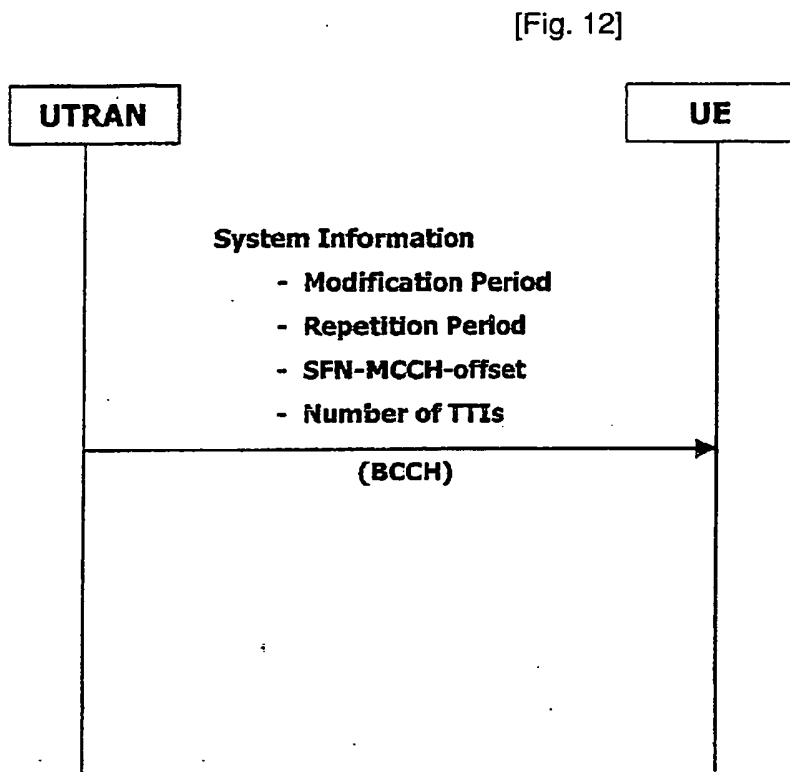 [Fig. 12]
UTRAN
UE
System Information
- Modification Period
- Repetition Period
- SFN-MCCH-offset
- Number of TTIs
(BCCH)